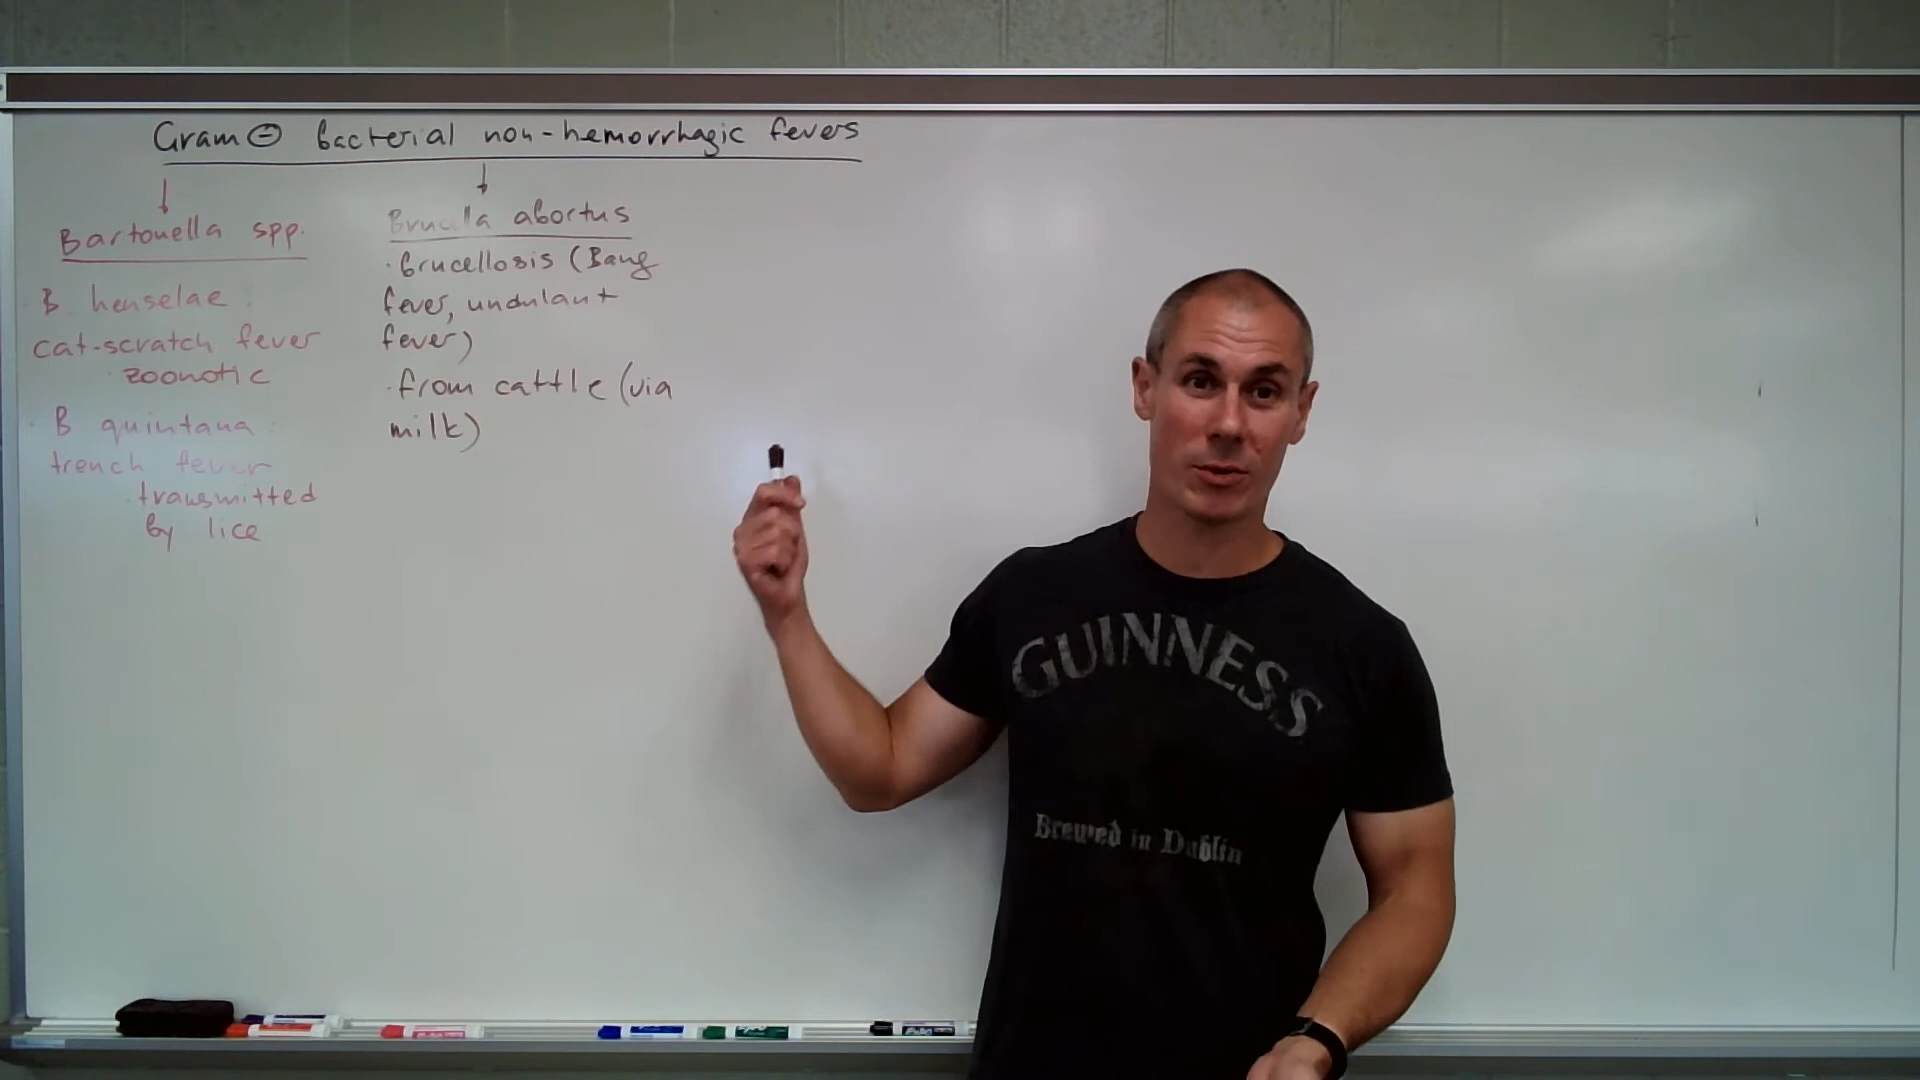 Gram ⊖ bacterial non-hemorrhagic fevers
Bartonella spp.
· B henselae:
cat-scratch fever
· zoonotic
· B quintana:
trench fever
· transmitted
by lice
Brucella abortus
· brucellosis (Bang
fever, undulant
fever)
· from cattle (via
milk)
GUINNESS
Brewed in Dublin